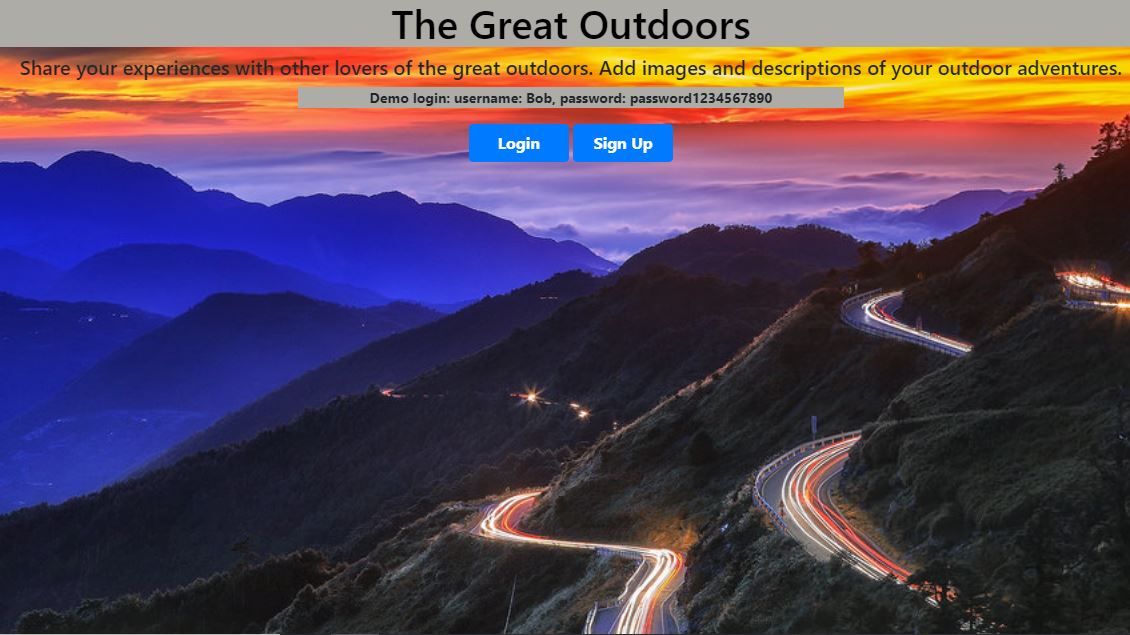 The Great Outdoors
Share your experiences with other lovers of the great outdoors. Add images and descriptions of your outdoor adventures.
Demo login: username: Bob, password: password1234567890
Login
Sign Up